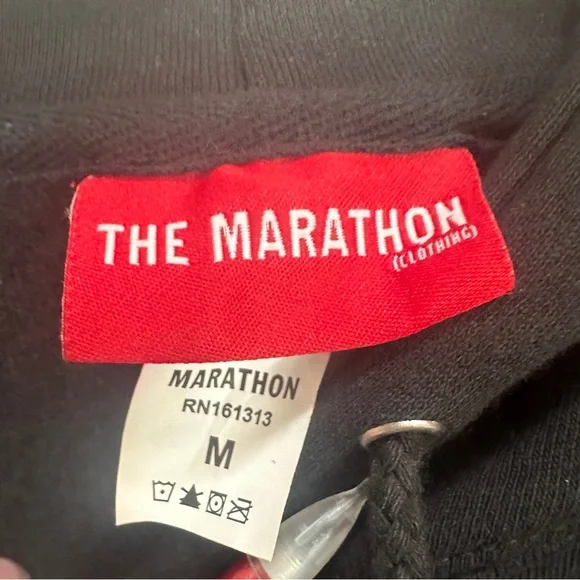 THE MARATHON
(CLOTHING)
MARATHON
RN161313
M